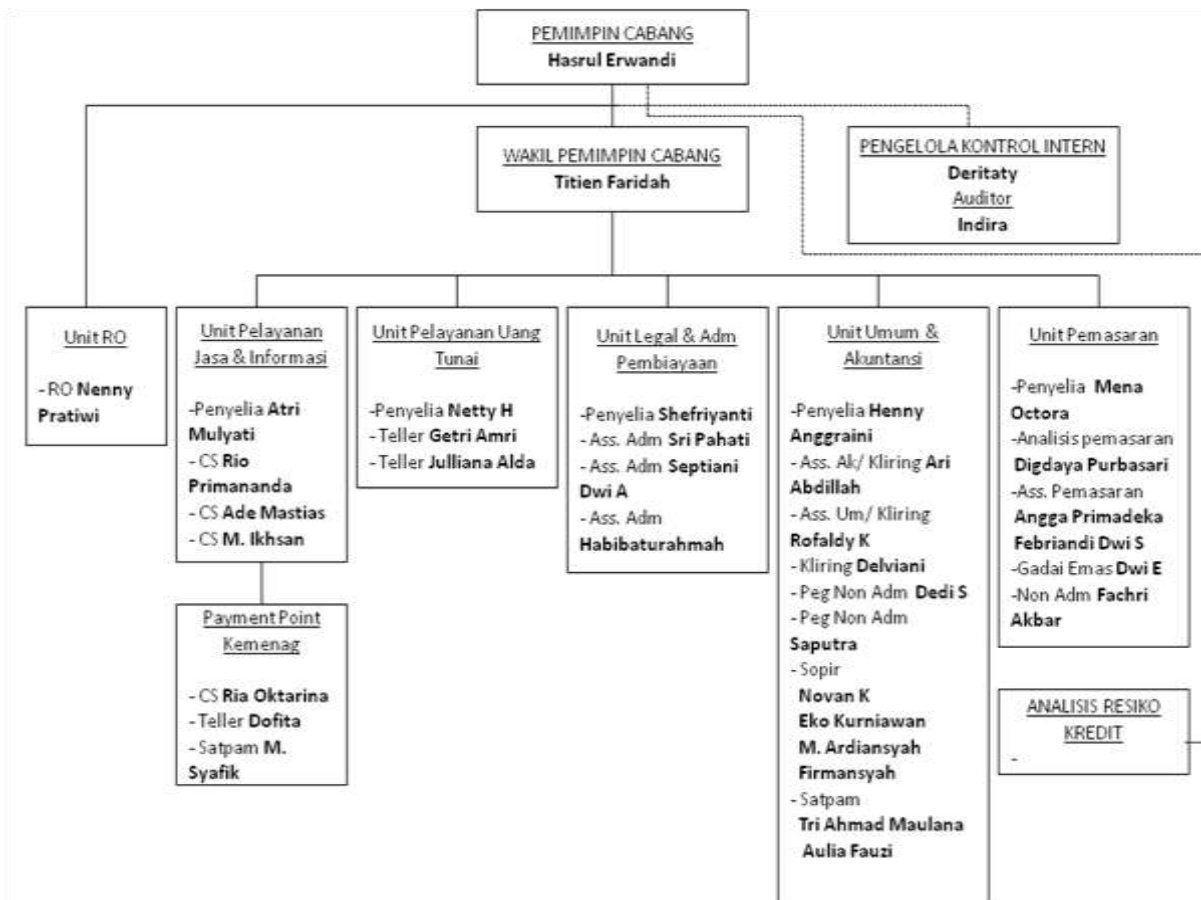 PEMIMPIN CABANG
Hasrul Erwandi
WAKIL PEMIMPIN CABANG
Titien Faridah
PENGELOLA KONTROL INTERN
Deritaty
Auditor
Indira
Unit RO
-RO Nenny
Pratiwi
Unit Pelayanan
Jasa & Informasi
-Penyelia Atri
Mulyati
- CS Rio
Primananda
- CS Ade Mastias
- CS M. Ikhsan
Payment Point
Kemenag
- CS Ria Oktarina
- Teller Dofita
- Satpam M.
Syafik
Unit Pelayanan Uang
Tunai
-Penyelia Netty H
- Teller Getri Amri
- Teller Julliana Alda
Unit Legal & Adm
Pembiayaan
-Penyelia Shefriyanti
- Ass. Adm Sri Pahati
- Ass. Adm Septiani
Dwi A
- Ass. Adm
Habibaturahmah
Unit Umum &
Akuntansi
-Penyelia Henny
Anggraini
- Ass. Ak/ Kliring Ari
Abdillah
- Ass. Um/ Kliring
Rofaldy K
- Kliring Delviani
- Peg Non Adm Dedi S
- Peg Non Adm
Saputra
- Sopir
Novan K
Eko Kurniawan
M. Ardiansyah
Firmansyah
- Satpam
Tri Ahmad Maulana
Aulia Fauzi
Unit Pemasaran
-Penyelia Mena
Octora
-Analisis pemasaran
Digdaya Purbasari
-Ass. Pemasaran
Angga Primadeka
Febriandi Dwi S
-Gadai Emas Dwi E
-Non Adm Fachri
Akbar
ANALISIS RESIKO
KREDIT
-